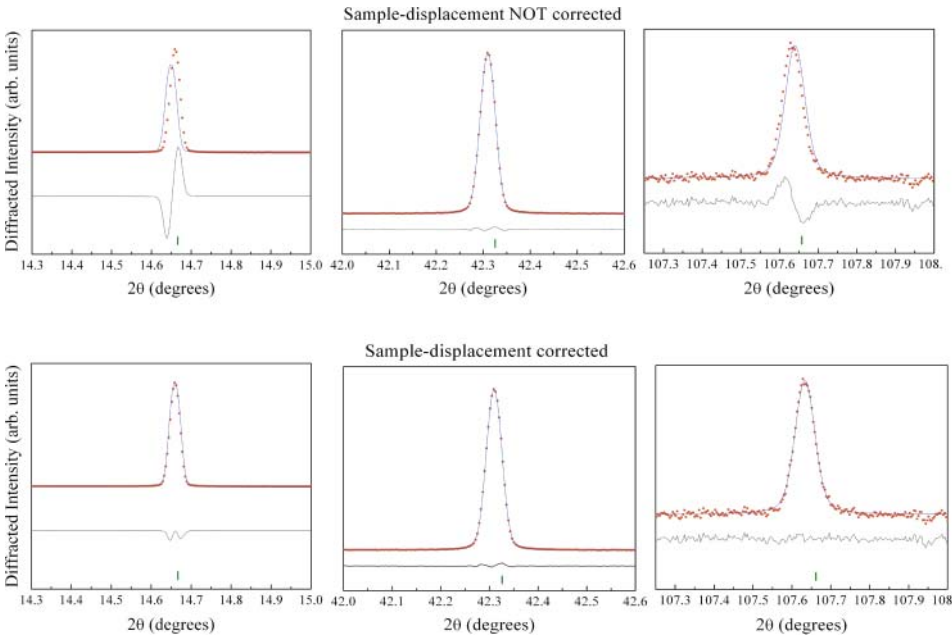 Sample-displacement NOT corrected
Diffracted Intensity (arb. units)
14.3 14.4 14.5 14.6 14.7 14.8 14.9 15.0
2θ (degrees)
42.0 42.1 42.2 42.3 42.4 42.5 42.6
2θ (degrees)
107.3 107.4 107.5 107.6 107.7 107.8 107.9 108.
2θ (degrees)
Sample-displacement corrected
Diffracted Intensity (arb. units)
14.3 14.4 14.5 14.6 14.7 14.8 14.9 15.0
2θ (degrees)
42.0 42.1 42.2 42.3 42.4 42.5 42.6
2θ (degrees)
107.3 107.4 107.5 107.6 107.7 107.8 107.9 108
2θ (degrees)